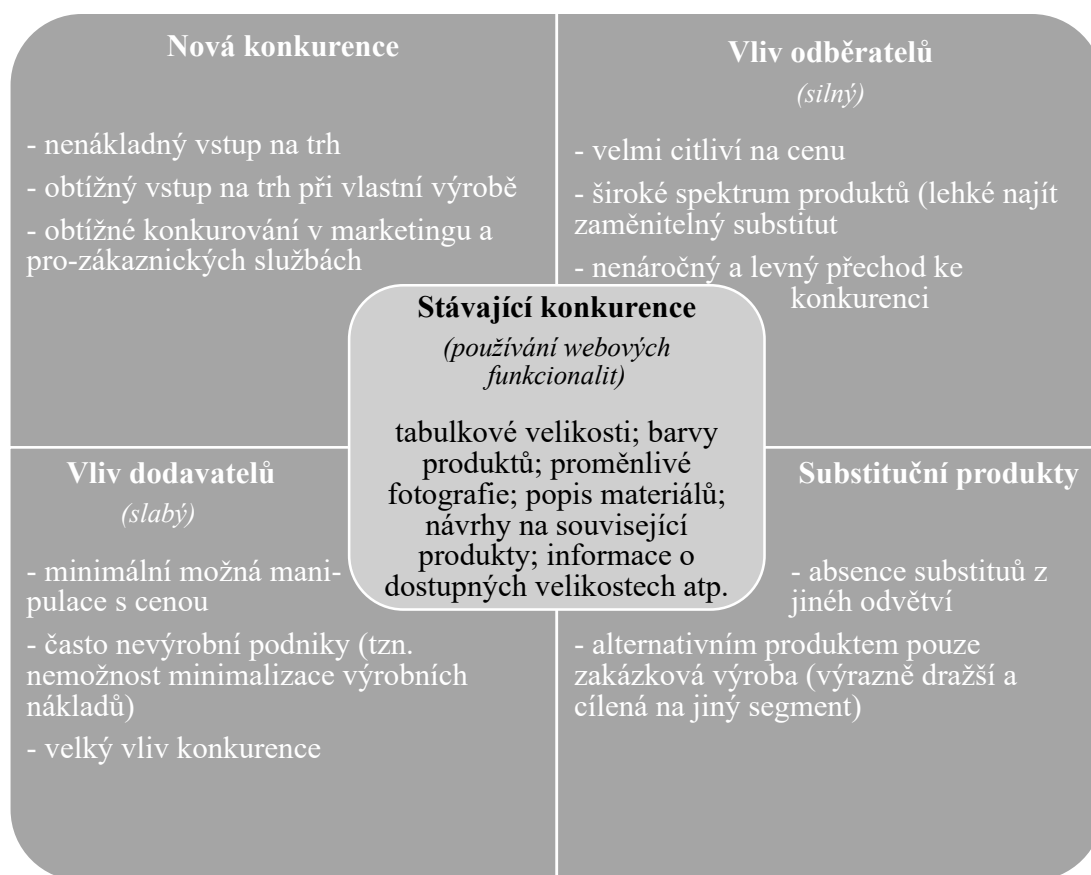 Nová konkurence
- nenákladný vstup na trh
- obtížný vstup na trh při vlastní výrobě
- obtížné konkurování v marketingu a
pro-zákaznických službách
Vliv odběratelů
(silný)
- velmi citliví na cenu
- široké spektrum produktů (lehké najít
zaměnitelný substitut
- nenáročný a levný přechod ke
konkurenci
Stávající konkurence
(používání webových
funkcionalit)
tabulkové velikosti; barvy
produktů; proměnlivé
fotografie; popis materiálů;
návrhy na související
produkty; informace o
dostupných velikostech atp.
Vliv dodavatelů
(slabý)
- minimální možná mani-
pulace s cenou
- často nevýrobní podniky (tzn.
nemožnost minimalizace výrobních
nákladů)
- velký vliv konkurence
Substituční produkty
- absence substituů z
jinéh odvětví
- alternativním produktem pouze
zakázková výroba (výrazně dražší a
cílená na jiný segment)